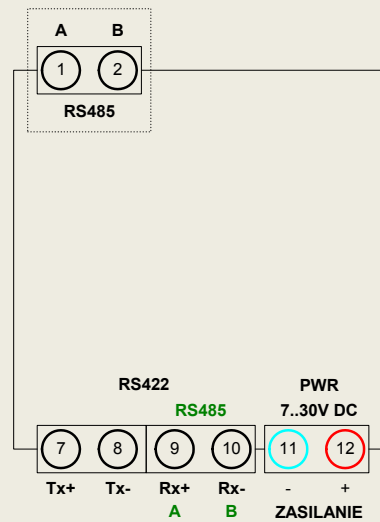 A B
1 2
RS485
RS422 PWR
RS485 7..30V DC
7 8 9 10 11 12
Tx+ Tx- Rx+ Rx- - +
A B ZASILANIE